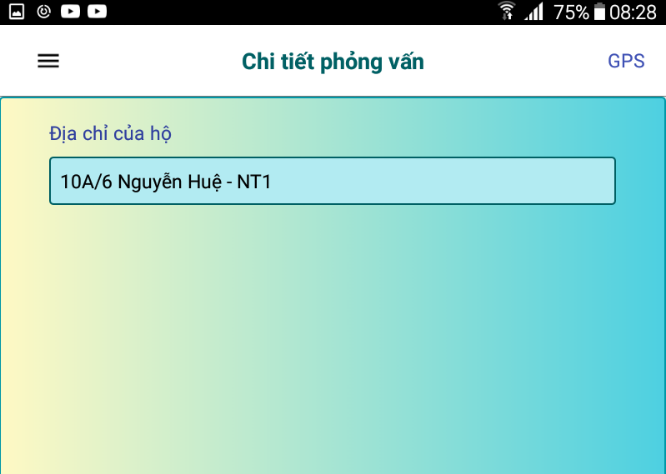 75% 08:28
Chi tiết phỏng vấn GPS
Địa chỉ của hộ
10A/6 Nguyễn Huệ - NT1